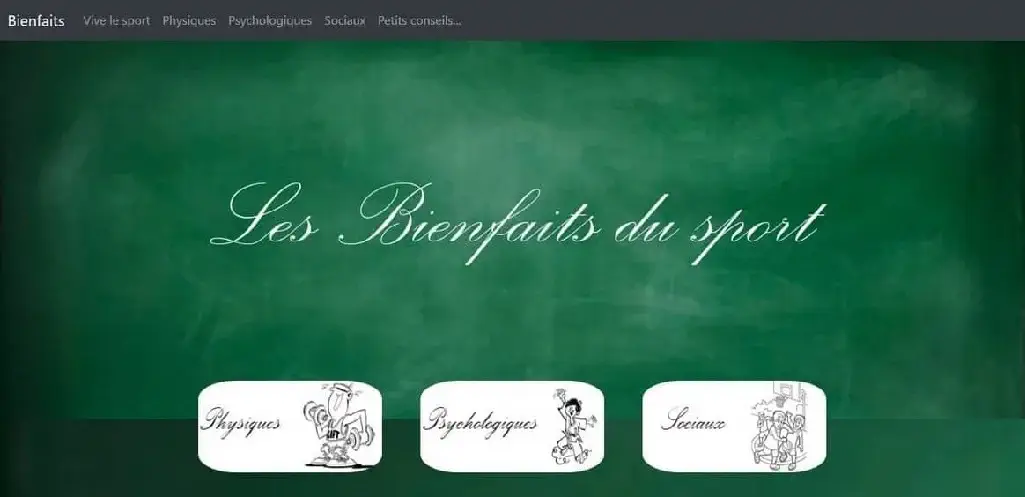 Bienfaits Vive le sport Physiques Psychologiques Sociaux Petits conseils...
Les Bienfaits du sport
Physiques Psychologiques Sociaux